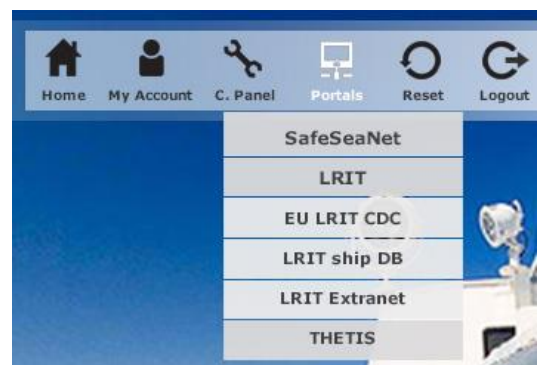 Home My Account C. Panel Portals Reset Logout
SafeSeaNet
LRIT
EU LRIT CDC
LRIT ship DB
LRIT Extranet
THETIS